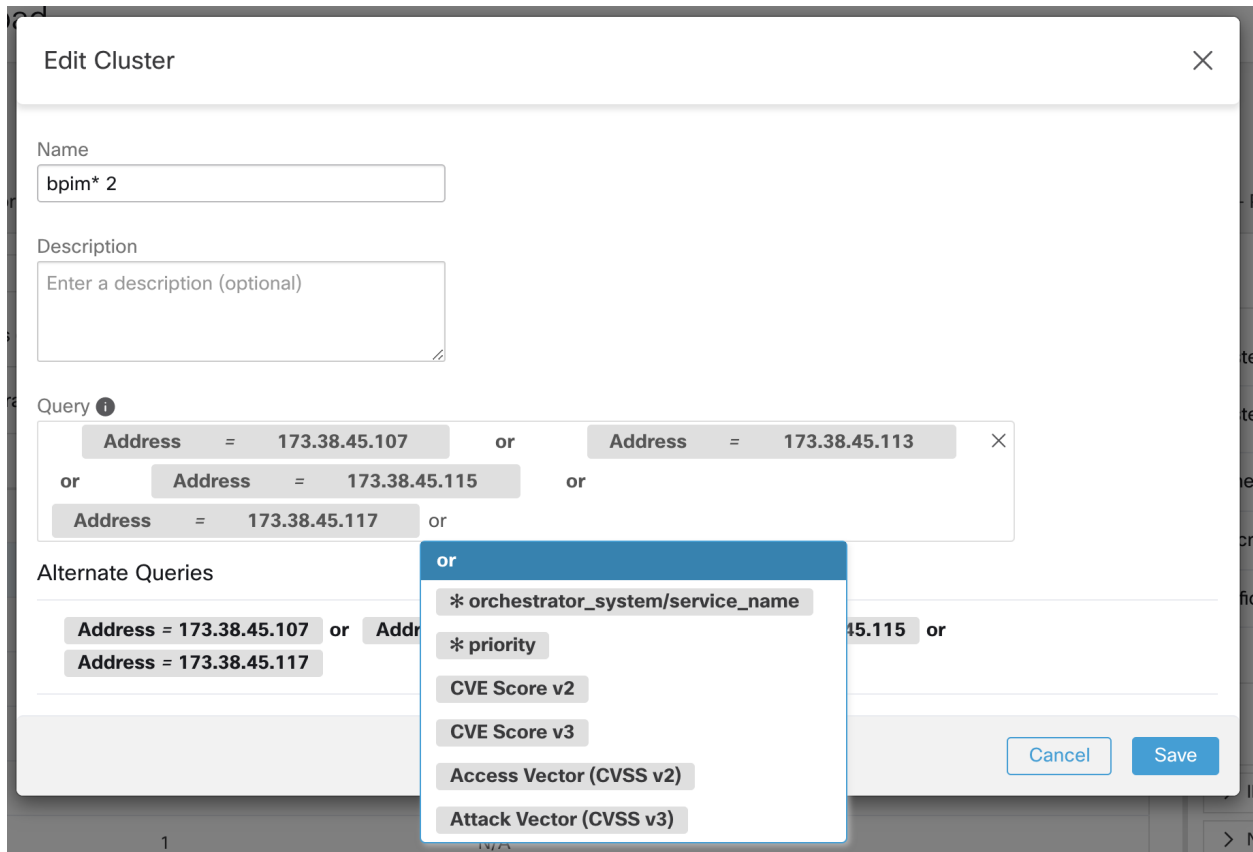 Edit Cluster
Name
bpim* 2
Description
Enter a description (optional)
Query
Address = 173.38.45.107 or Address = 173.38.45.113
or Address = 173.38.45.115 or
Address = 173.38.45.117 or
or
Alternate Queries
* orchestrator_system/service_name
Address = 173.38.45.107 or Addr 45.115 or
* priority
Address = 173.38.45.117
CVE Score v2
CVE Score v3
Cancel
Save
Access Vector (CVSS v2)
Attack Vector (CVSS v3)
1
N/A